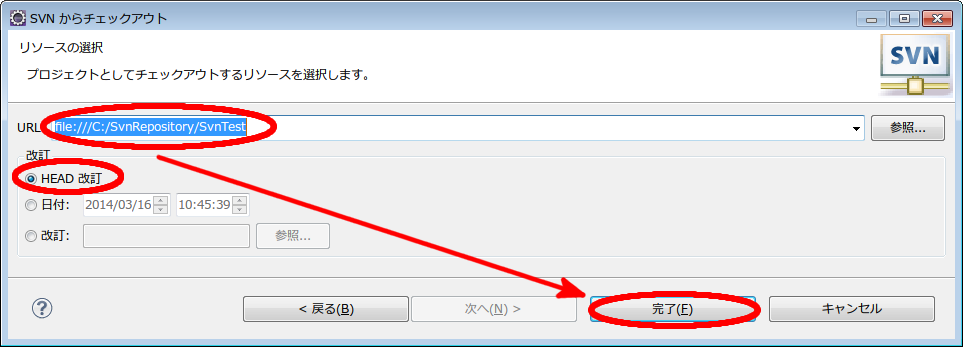 SVN からチェックアウト
リソースの選択
プロジェクトとしてチェックアウトするリソースを選択します。
SVN
URL: file:///C:/SvnRepository/SvnTest 参照...
改訂
HEAD 改訂
日付: 2014/03/16 10:45:39
改訂: 参照...
? < 戻る(B) 次へ(N) > 完了(F) キャンセル